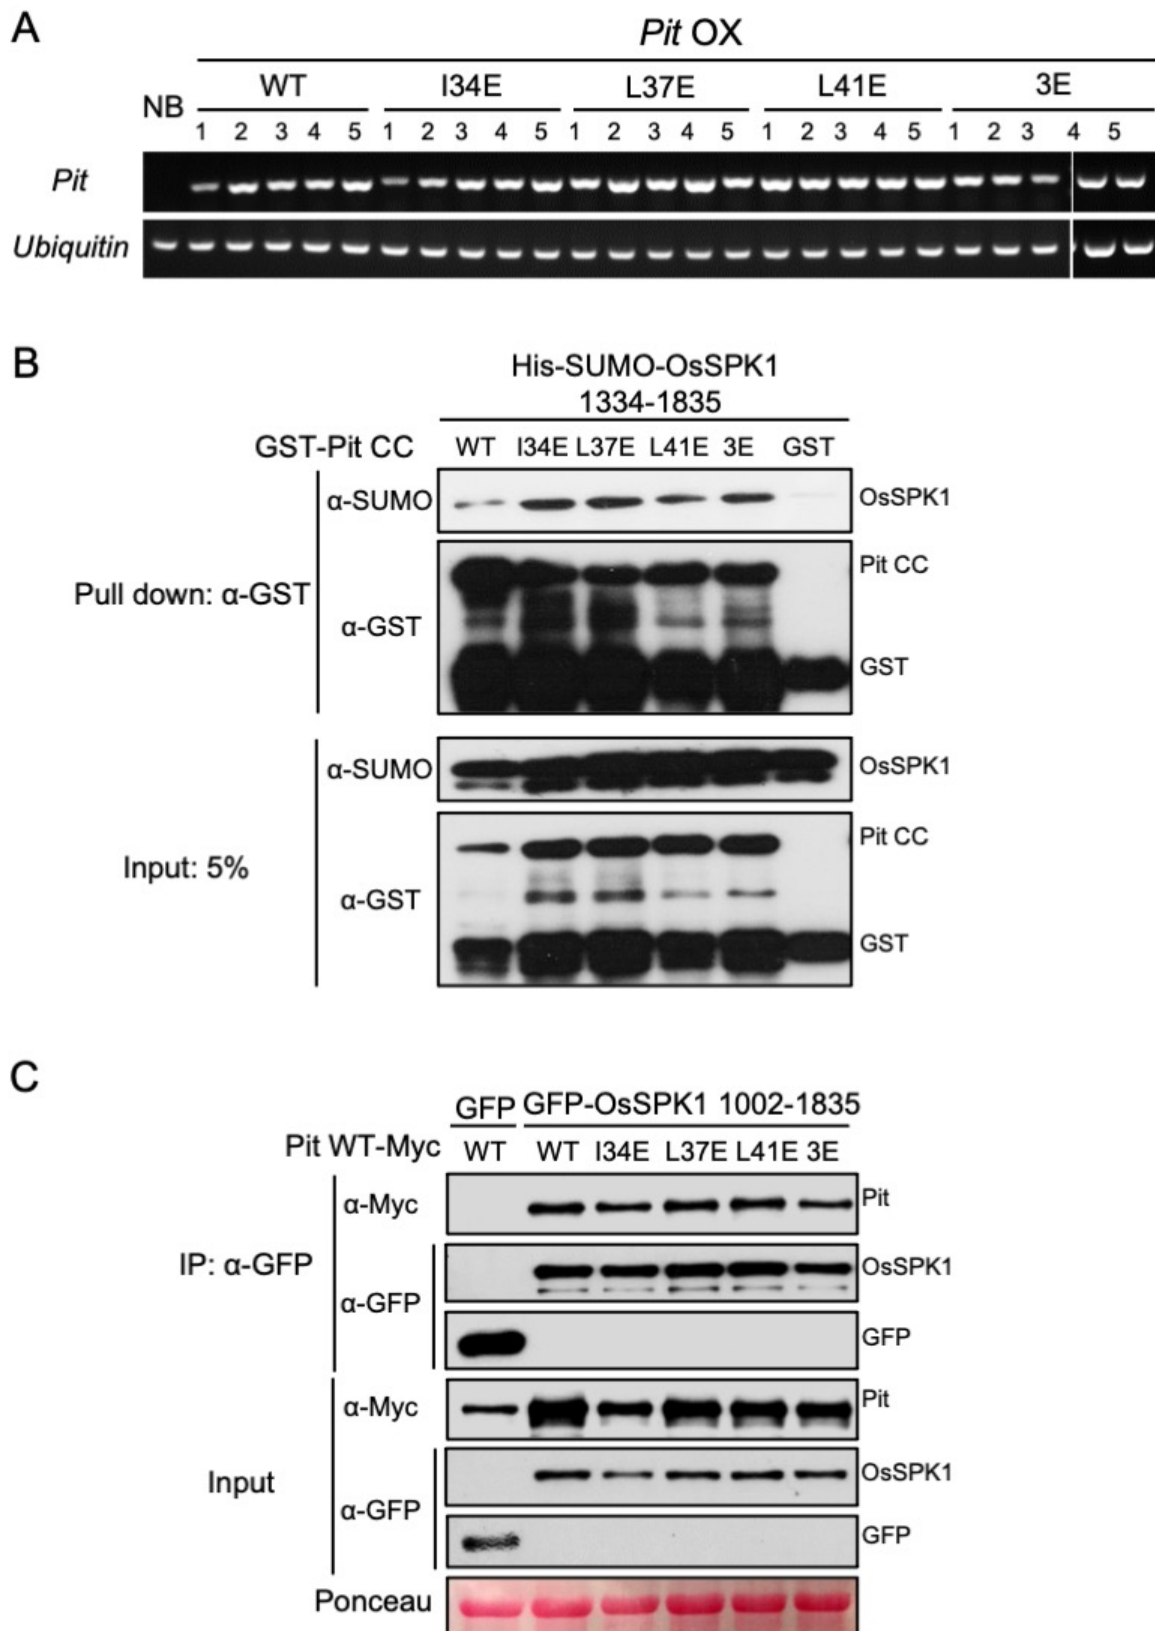 A
Pit OX
NB WT I34E L37E L41E 3E
1 2 3 4 5 1 2 3 4 5 1 2 3 4 5 1 2 3 4 5 1 2 3 4 5
Pit
Ubiquitin
B
His-SUMO-OsSPK1
1334-1835
GST-Pit CC WT I34E L37E L41E 3E GST
α-SUMO OsSPK1
Pit CC
Pull down: α-GST
α-GST
GST
α-SUMO OsSPK1
Pit CC
Input: 5%
α-GST
GST
C
GFP GFP-OsSPK1 1002-1835
Pit WT-Myc WT WT I34E L37E L41E 3E
α-Myc Pit
IP: α-GFP OsSPK1
α-GFP
GFP
α-Myc Pit
Input OsSPK1
α-GFP
GFP
Ponceau